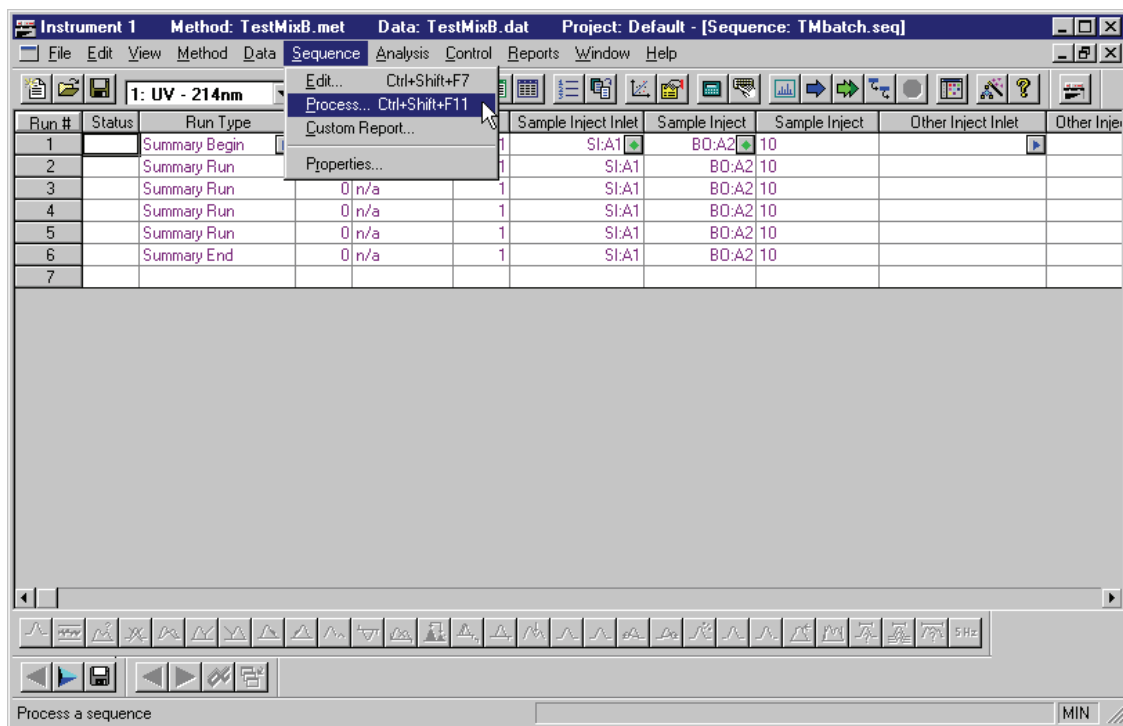 Instrument 1 Method: TestMixB.met Data: TestMixB.dat Project: Default - [Sequence: TMbatch.seq]
File Edit View Method Data Sequence Analysis Control Reports Window Help
1: UV - 214nm
Edit... Ctrl+Shift+F7
Process... Ctrl+Shift+F11
Custom Report...
Properties...
Run # Status Run Type Sample Inject Inlet Sample Inject Sample Inject Other Inject Inlet Other Inje
1 Summary Begin 1 SI:A1 BO:A2 10
2 Summary Run 1 SI:A1 BO:A2 10
3 Summary Run 0 n/a 1 SI:A1 BO:A2 10
4 Summary Run 0 n/a 1 SI:A1 BO:A2 10
5 Summary Run 0 n/a 1 SI:A1 BO:A2 10
6 Summary End 0 n/a 1 SI:A1 BO:A2 10
7
5 Hz
Process a sequence MIN